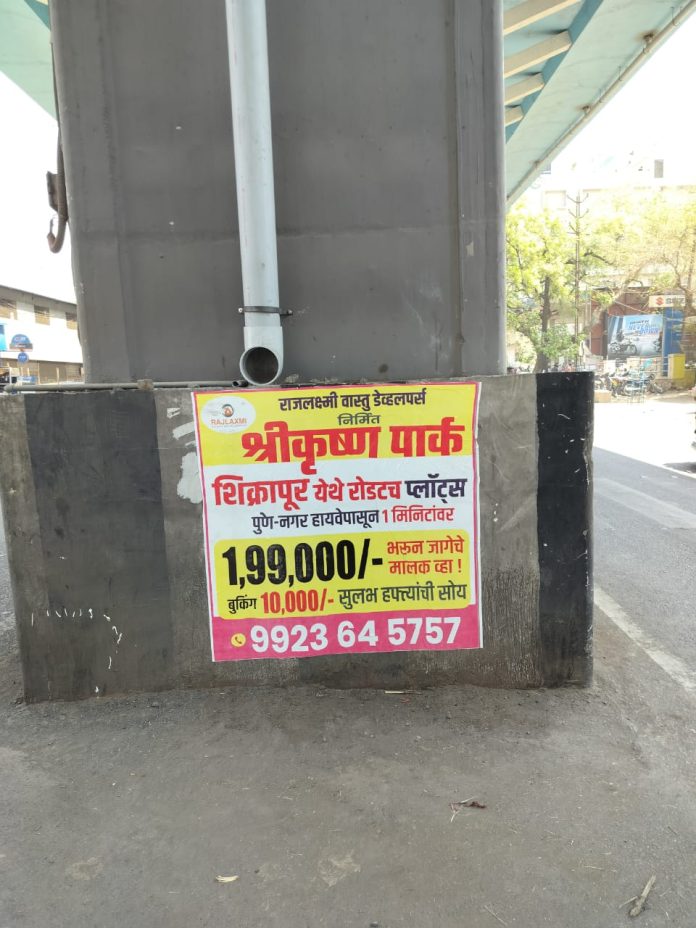 राजलक्ष्मी वास्तु डेव्हलपर्स
RAJLAXMI
निर्मित
श्रीकृष्ण पार्क
शिक्रापूर येथे रोडटच प्लॉट्स
पुणे-नगर हायवेपासून 1 मिनिटांवर
1,99,000/- भरून जागेचे
मालक व्हा !
बुकिंग 10,000/- सुलभ हप्त्यांची सोय
9923 64 5757